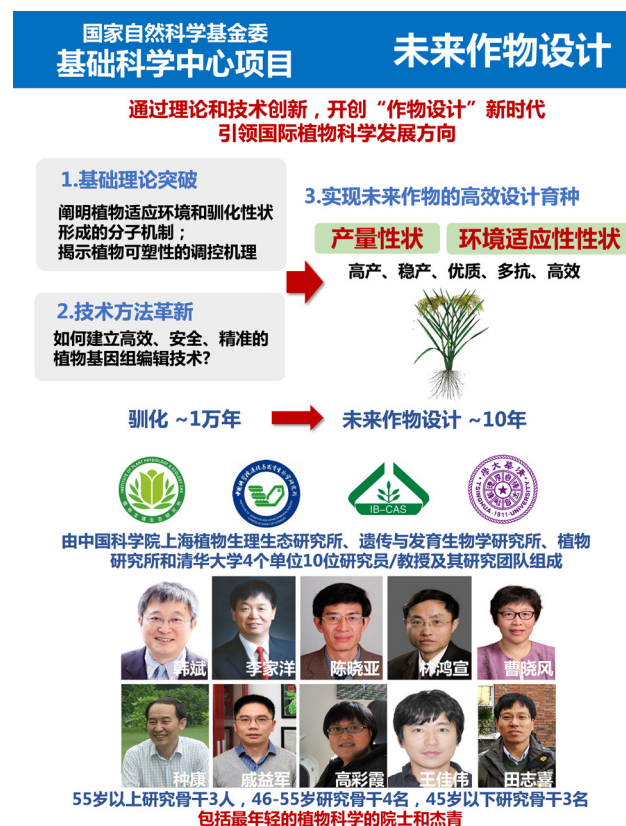 国家自然科学基金委
基础科学中心项目
未来作物设计
通过理论和技术创新，开创“作物设计”新时代
引领国际植物科学发展方向
1.基础理论突破
阐明植物适应环境和驯化性状
形成的分子机制；
揭示植物可塑性的调控机理
2.技术方法革新
如何建立高效、安全、精准的
植物基因组编辑技术?
3.实现未来作物的高效设计育种
产量性状
环境适应性性状
高产、稳产、优质、多抗、高效
驯化 ~1万年
未来作物设计 ~10年
IB-CAS
TSINGHUA
-1911-
UNIVERSITY
由中国科学院上海植物生理生态研究所、遗传与发育生物学研究所、植物
研究所和清华大学4个单位10位研究员/教授及其研究团队组成
韩斌
李家洋
陈晓亚
林鸿宣
曹晓风
种康
戚益军
高彩霞
王佳伟
田志喜
55岁以上研究骨干3人，46-55岁研究骨干4名，45岁以下研究骨干3名
包括最年轻的植物科学的院士和杰青